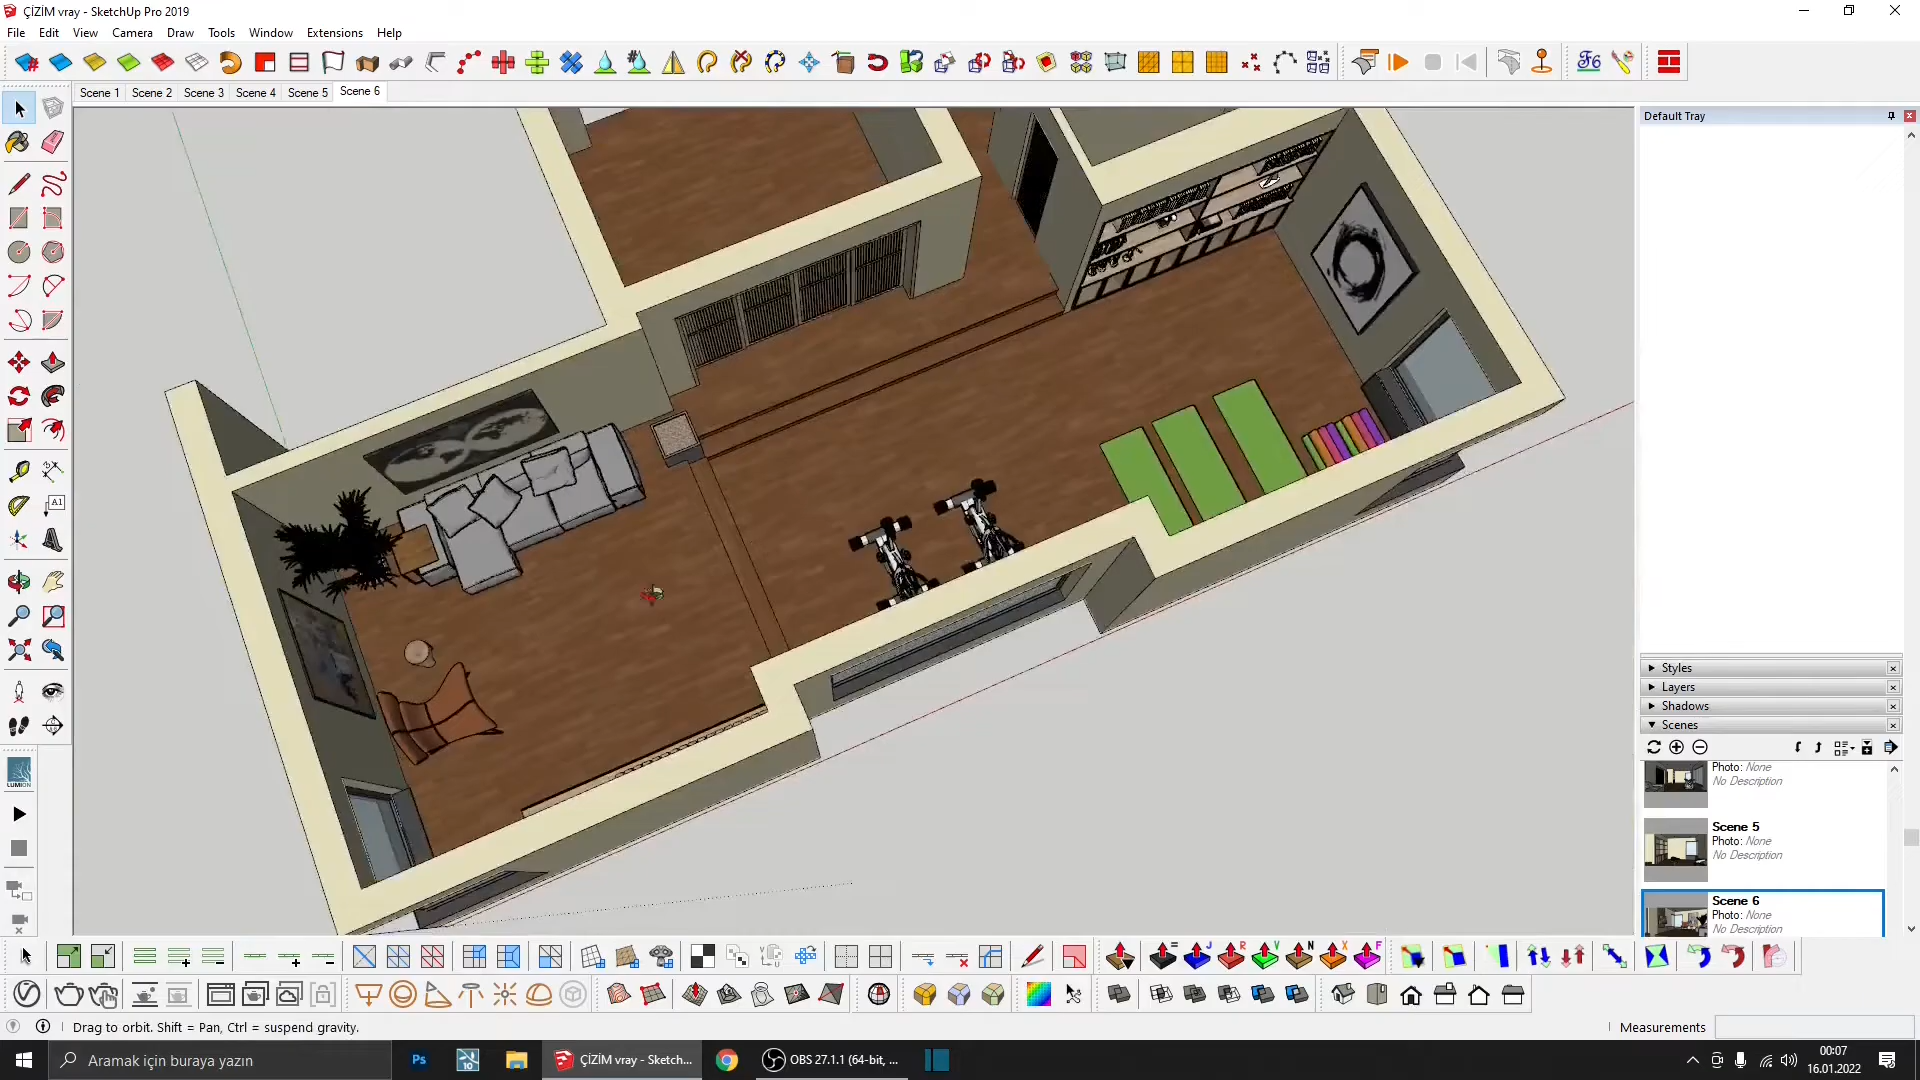 ÇİZİM vray - SketchUp Pro 2019
File Edit View Camera Draw Tools Window Extensions Help
F6
Scene 1 Scene 2 Scene 3 Scene 4 Scene 5 Scene 6
Default Tray
A1
Styles
Layers
Shadows
Scenes
Photo: None
No Description
Scene 5
Photo: None
No Description
Scene 6
Photo: None
No Description
LUMION
= J R V N X F
Drag to orbit. Shift = Pan, Ctrl = suspend gravity.
Measurements
Aramak için buraya yazın
Ps
10
ÇİZİM vray - Sketch...
OBS 27.1.1 (64-bit, ...
00:07
16.01.2022